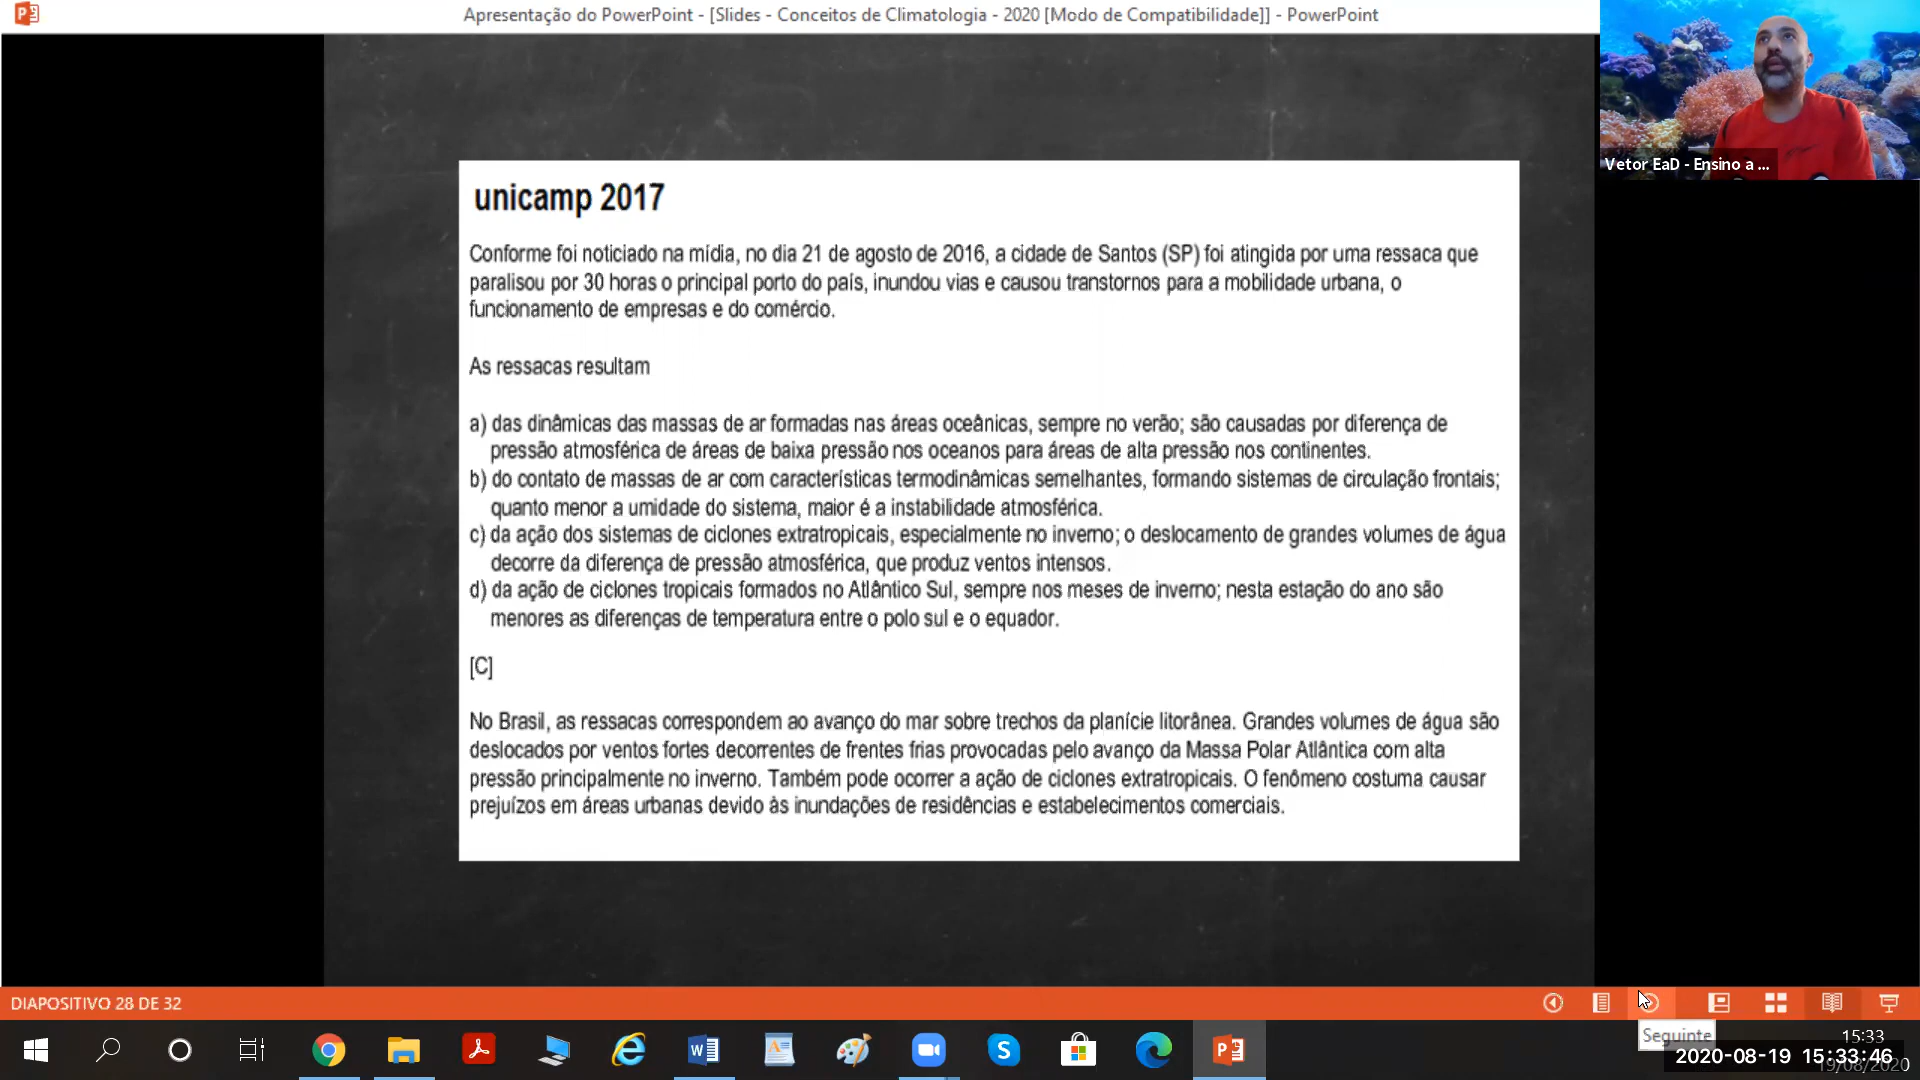 Apresentação do PowerPoint - [Slides - Conceitos de Climatologia - 2020 [Modo de Compatibilidade]] - PowerPoint
Vetor EaD - Ensino a ...
unicamp 2017
Conforme foi noticiado na mídia, no dia 21 de agosto de 2016, a cidade de Santos (SP) foi atingida por uma ressaca que
paralisou por 30 horas o principal porto do país, inundou vias e causou transtornos para a mobilidade urbana, o
funcionamento de empresas e do comércio.
As ressacas resultam
a) das dinâmicas das massas de ar formadas nas áreas oceânicas, sempre no verão; são causadas por diferença de
pressão atmosférica de áreas de baixa pressão nos oceanos para áreas de alta pressão nos continentes.
b) do contato de massas de ar com características termodinâmicas semelhantes, formando sistemas de circulação frontais;
quanto menor a umidade do sistema, maior é a instabilidade atmosférica.
c) da ação dos sistemas de ciclones extratropicais, especialmente no inverno; o deslocamento de grandes volumes de água
decorre da diferença de pressão atmosférica, que produz ventos intensos.
d) da ação de ciclones tropicais formados no Atlântico Sul, sempre nos meses de inverno; nesta estação do ano são
menores as diferenças de temperatura entre o polo sul e o equador.
[C]
No Brasil, as ressacas correspondem ao avanço do mar sobre trechos da planície litorânea. Grandes volumes de água são
deslocados por ventos fortes decorrentes de frentes frias provocadas pelo avanço da Massa Polar Atlântica com alta
pressão principalmente no inverno. Também pode ocorrer a ação de ciclones extratropicais. O fenômeno costuma causar
prejuízos em áreas urbanas devido às inundações de residências e estabelecimentos comerciais.
DIAPOSITIVO 28 DE 32
Seguinte
15:33
2020-08-19 15:33:46
19/08/2020